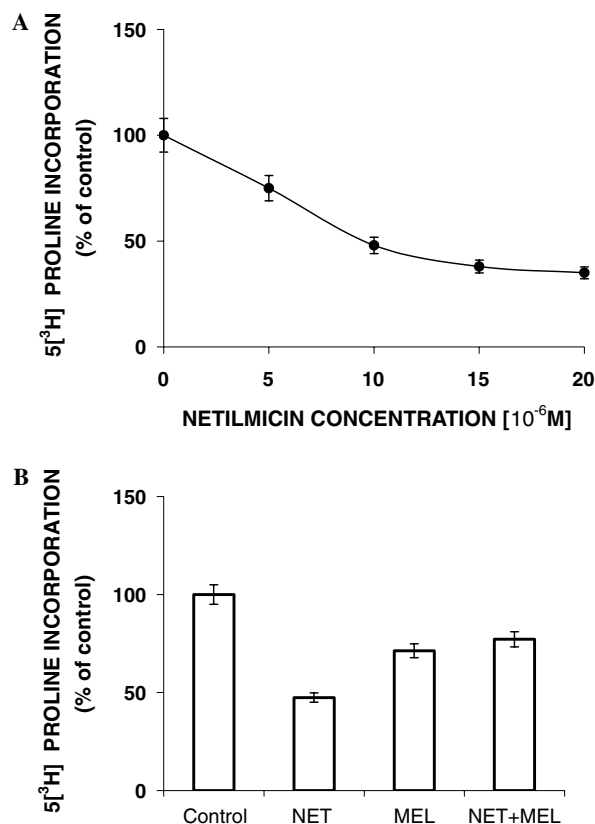 A
5[³H] PROLINE INCORPORATION
(% of control)
150
100
50
0
0 5 10 15 20
NETILMICIN CONCENTRATION [10⁻⁶M]
B
5[³H] PROLINE INCORPORATION
(% of control)
150
100
50
0
Control NET MEL NET+MEL